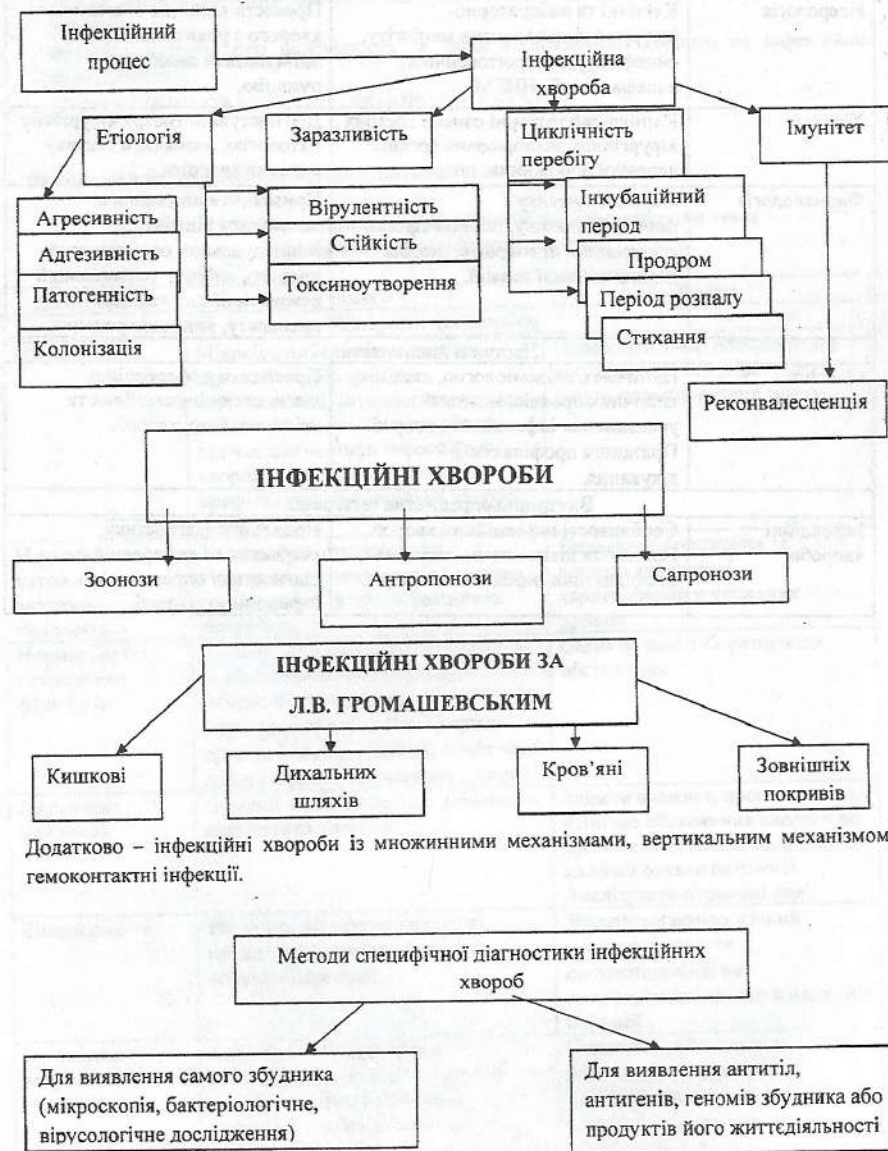 Інфекційний
процес
Інфекційна
хвороба
Етіологія
Заразливість
Циклічність
перебігу
Імунітет
Агресивність
Адгезивність
Патогенність
Колонізація
Вірулентність
Стійкість
Токсиноутворення
Інкубаційний
період
Продром
Період розпалу
Стихання
Реконвалесценція
ІНФЕКЦІЙНІ ХВОРОБИ
Зоонози
Антропонози
Сапронози
ІНФЕКЦІЙНІ ХВОРОБИ ЗА
Л.В. ГРОМАШЕВСЬКИМ
Кишкові
Дихальних
шляхів
Кров’яні
Зовнішніх
покривів
Додатково – інфекційні хвороби із множинними механізмами, вертикальним механізмом
гемоконтактні інфекції.
Методи специфічної діагностики інфекційних
хвороб
Для виявлення самого збудника
(мікроскопія, бактеріологічне,
вірусологічне дослідження)
Для виявлення антитіл,
антигенів, геномів збудника або
продуктів його життєдіяльності